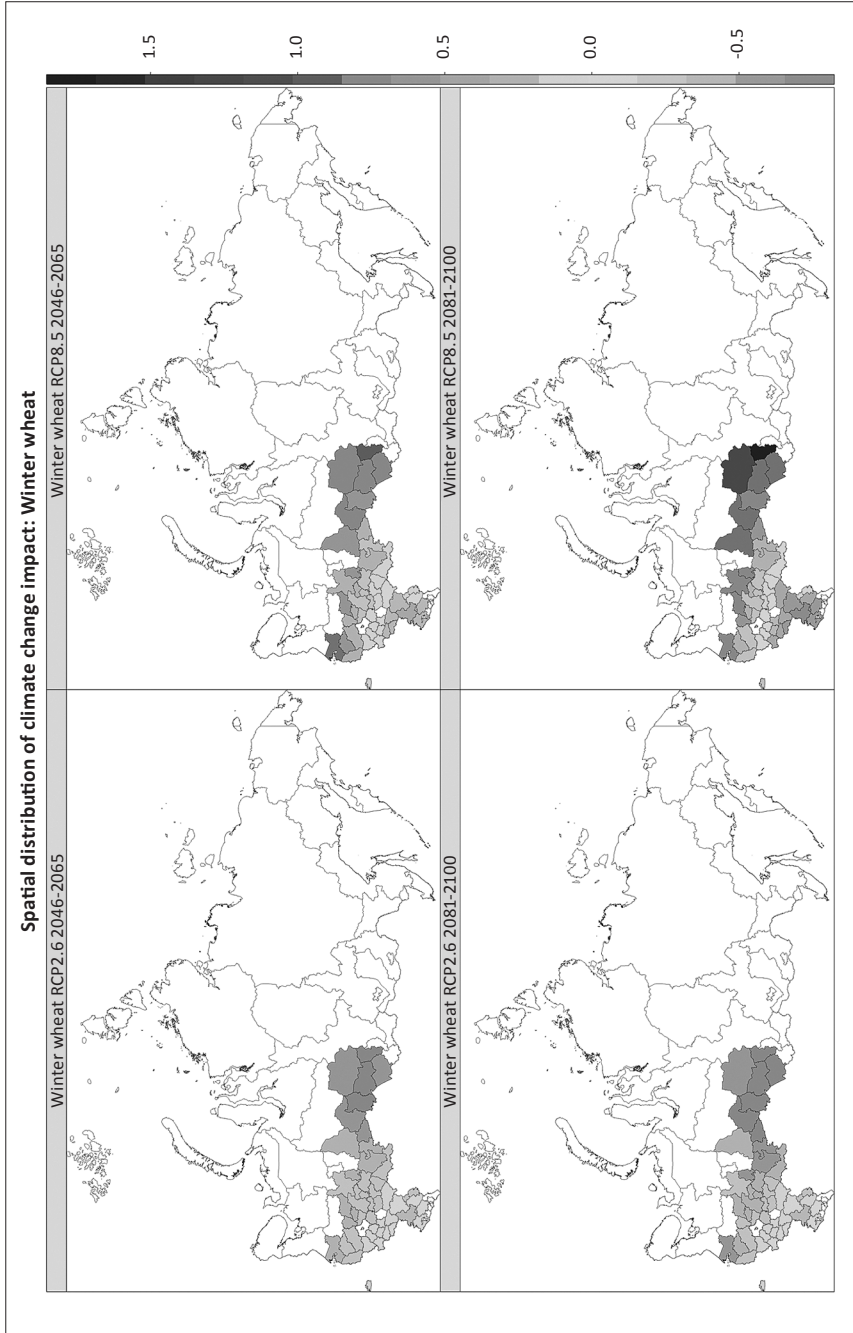 Spatial distribution of climate change impact: Winter wheat
Winter wheat RCP2.6 2046-2065
Winter wheat RCP8.5 2046-2065
Winter wheat RCP2.6 2081-2100
Winter wheat RCP8.5 2081-2100
1.5
1.0
0.5
0.0
-0.5